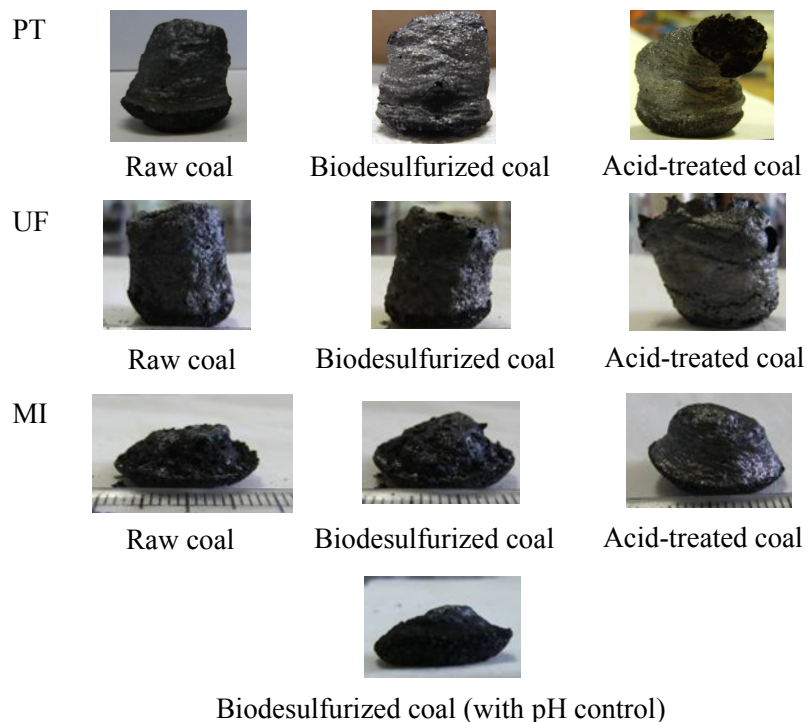 PT
Raw coal
Biodesulfurized coal
Acid-treated coal
UF
Raw coal
Biodesulfurized coal
Acid-treated coal
MI
Raw coal
Biodesulfurized coal
Acid-treated coal
Biodesulfurized coal (with pH control)